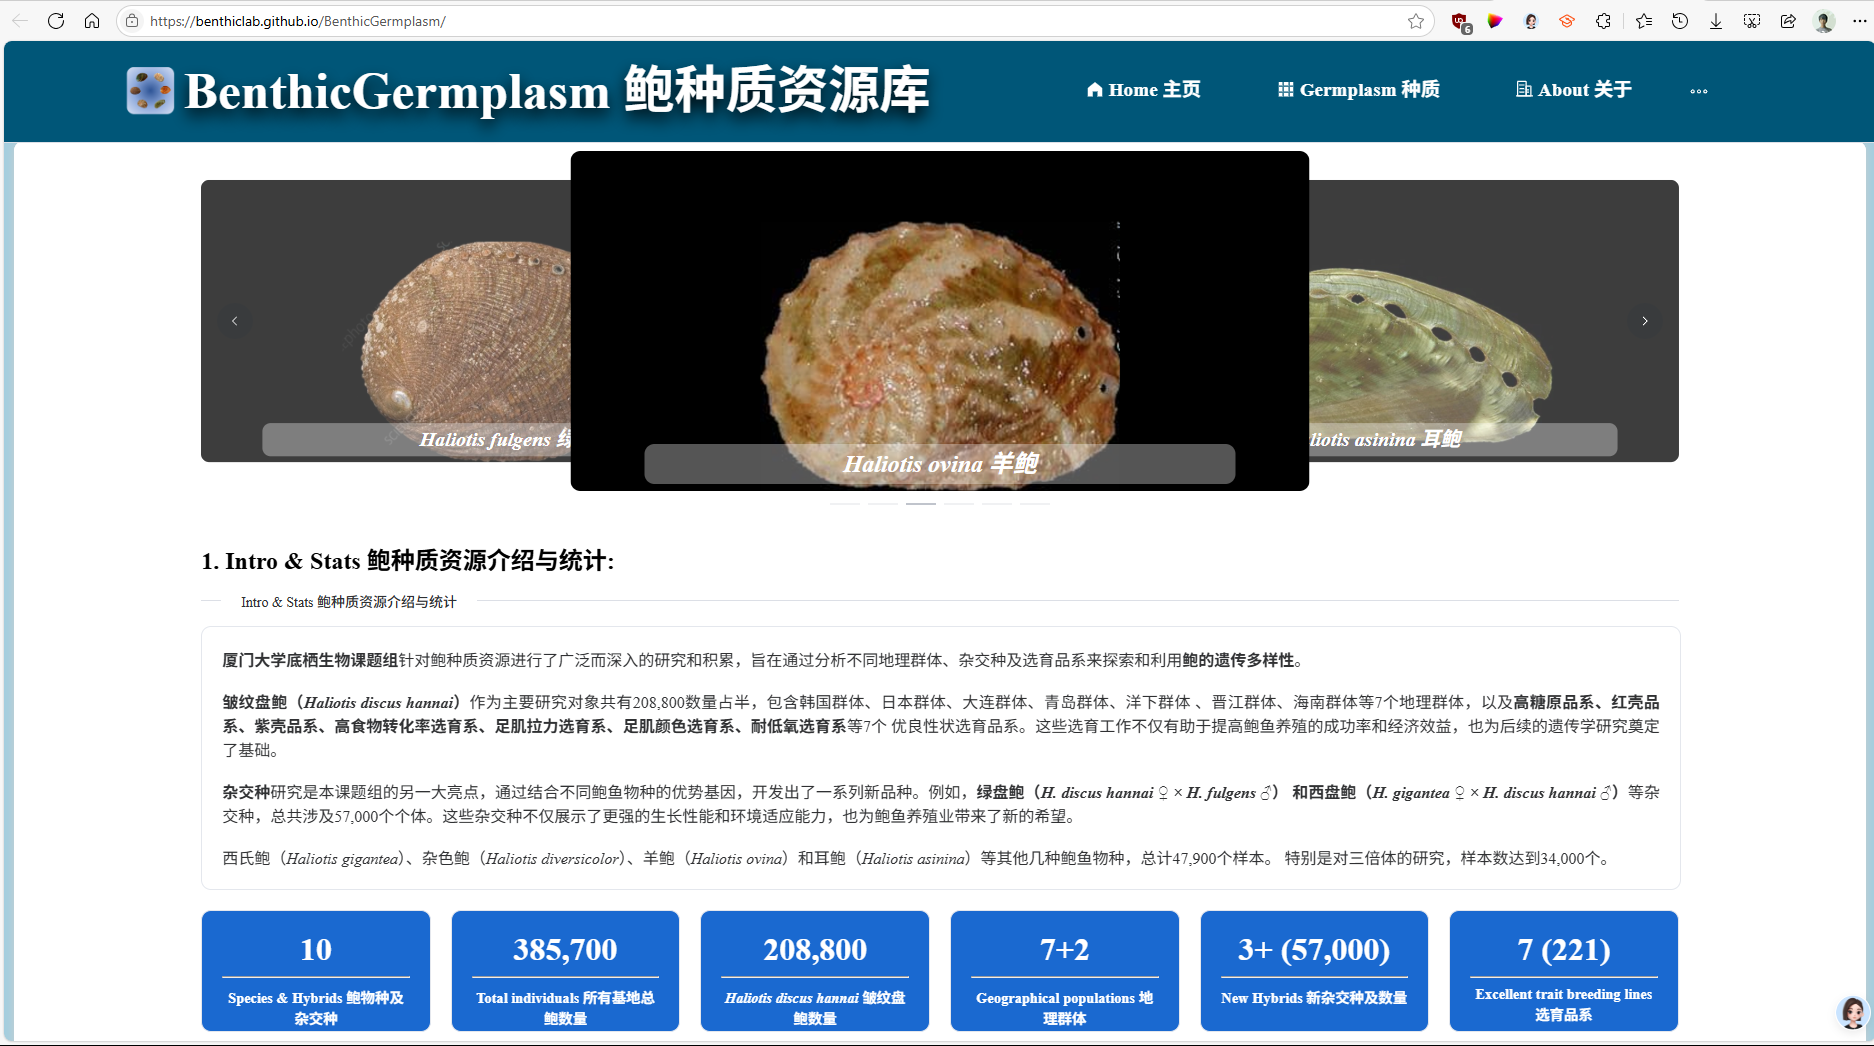 https://benthiclab.github.io/BenthicGermplasm/
6
BenthicGermplasm 鲍种质资源库
Home 主页
Germplasm 种质
About 关于
Haliotis fulgens
Haliotis ovina 羊鲍
liotis asinina 耳鲍
1. Intro & Stats 鲍种质资源介绍与统计:
Intro & Stats 鲍种质资源介绍与统计
厦门大学底栖生物课题组针对鲍种质资源进行了广泛而深入的研究和积累，旨在通过分析不同地理群体、杂交种及选育品系来探索和利用鲍的遗传多样性。
皱纹盘鲍（Haliotis discus hannai）作为主要研究对象共有208,800数量占半，包含韩国群体、日本群体、大连群体、青岛群体、洋下群体 、晋江群体、海南群体等7个地理群体，以及高糖原品系、红壳品
系、紫壳品系、高食物转化率选育系、足肌拉力选育系、足肌颜色选育系、耐低氧选育系等7个 优良性状选育品系。这些选育工作不仅有助于提高鲍鱼养殖的成功率和经济效益，也为后续的遗传学研究奠定
了基础。
杂交种研究是本课题组的另一大亮点，通过结合不同鲍鱼物种的优势基因，开发出了一系列新品种。例如，绿盘鲍（H. discus hannai ♀ × H. fulgens ♂） 和西盘鲍（H. gigantea ♀ × H. discus hannai ♂）等杂
交种，总共涉及57,000个个体。这些杂交种不仅展示了更强的生长性能和环境适应能力，也为鲍鱼养殖业带来了新的希望。
西氏鲍（Haliotis gigantea）、杂色鲍（Haliotis diversicolor）、羊鲍（Haliotis ovina）和耳鲍（Haliotis asinina）等其他几种鲍鱼物种，总计47,900个样本。 特别是对三倍体的研究，样本数达到34,000个。
10
Species & Hybrids 鲍物种及
杂交种
385,700
Total individuals 所有基地总
鲍数量
208,800
Haliotis discus hannai 皱纹盘
鲍数量
7+2
Geographical populations 地
理群体
3+ (57,000)
New Hybrids 新杂交种及数量
7 (221)
Excellent trait breeding lines
选育品系